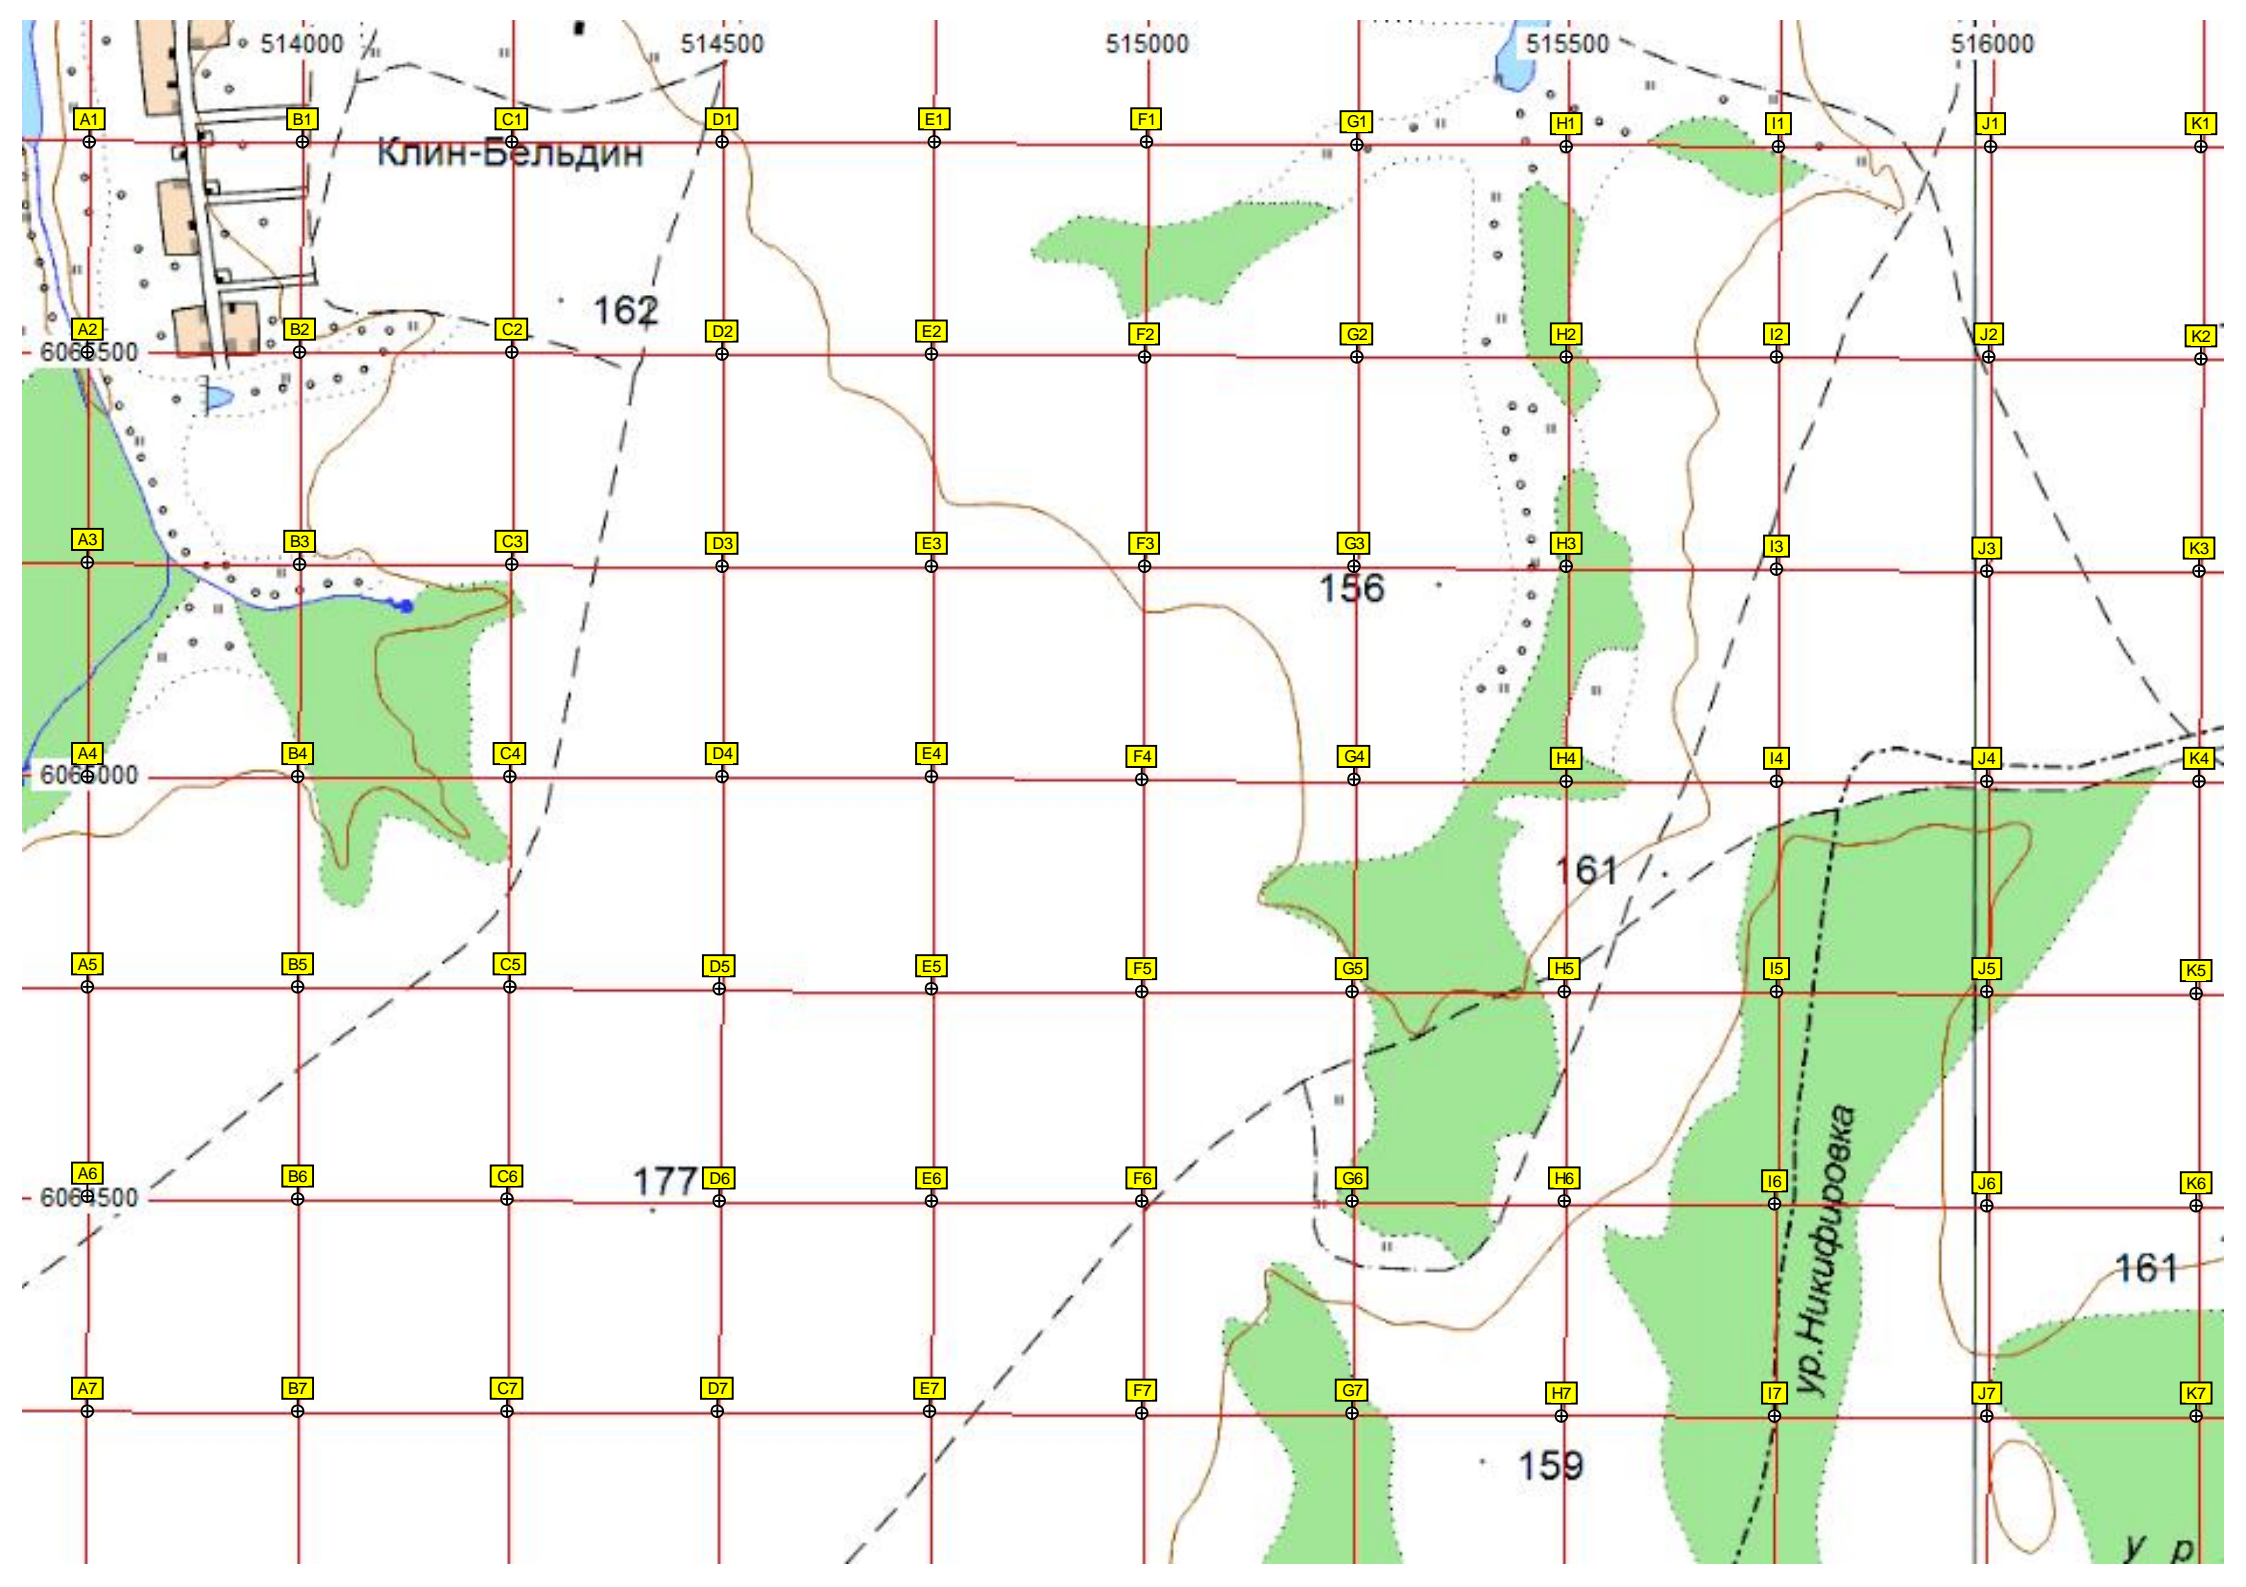 514000 514500 515000 515500 516000
A1 B1 C1 D1 E1 F1 G1 H1 I1 J1 K1
Клин-Бельдин
162
A2 B2 C2 D2 E2 F2 G2 H2 I2 J2 K2
A3 B3 C3 D3 E3 F3 G3 H3 I3 J3 K3
156
A4 B4 C4 D4 E4 F4 G4 H4 I4 J4 K4
161
A5 B5 C5 D5 E5 F5 G5 H5 I5 J5 K5
ур.Никифировка
177
A6 B6 C6 D6 E6 F6 G6 H6 I6 J6 K6
161
A7 B7 C7 D7 E7 F7 G7 H7 I7 J7 K7
159
у р